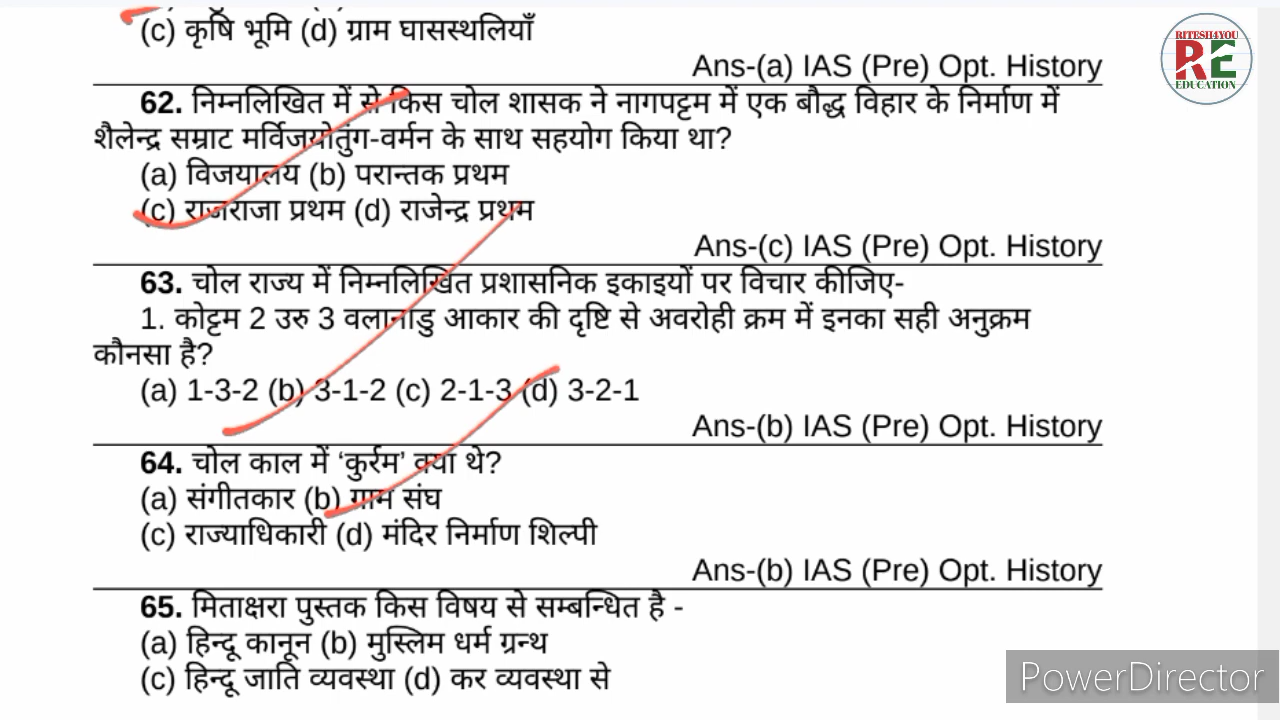 (c) कृषि भूमि (d) ग्राम घासस्थलियाँ
RITESH4YOU
RE
EDUCATION
Ans-(a) IAS (Pre) Opt. History
62. निम्नलिखित में से किस चोल शासक ने नागपट्टम में एक बौद्ध विहार के निर्माण में
शैलेन्द्र सम्राट मर्विजयोतुंग-वर्मन के साथ सहयोग किया था?
(a) विजयालय (b) परान्तक प्रथम
(c) राजराजा प्रथम (d) राजेन्द्र प्रथम
Ans-(c) IAS (Pre) Opt. History
63. चोल राज्य में निम्नलिखित प्रशासनिक इकाइयों पर विचार कीजिए-
1. कोट्टम 2 उरु 3 वलानाडु आकार की दृष्टि से अवरोही क्रम में इनका सही अनुक्रम
कौनसा है?
(a) 1-3-2 (b) 3-1-2 (c) 2-1-3 (d) 3-2-1
Ans-(b) IAS (Pre) Opt. History
64. चोल काल में ‘कुर्रम’ क्या थे?
(a) संगीतकार (b) ग्राम संघ
(c) राज्याधिकारी (d) मंदिर निर्माण शिल्पी
Ans-(b) IAS (Pre) Opt. History
65. मिताक्षरा पुस्तक किस विषय से सम्बन्धित है -
(a) हिन्दू कानून (b) मुस्लिम धर्म ग्रन्थ
(c) हिन्दू जाति व्यवस्था (d) कर व्यवस्था से
PowerDirector